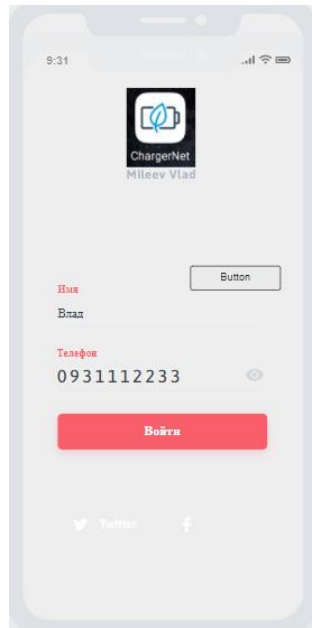 9:31
ChargerNet
Mileev Vlad
Button
Имя
Влад
Телефон
0931112233
Войти
Twitter